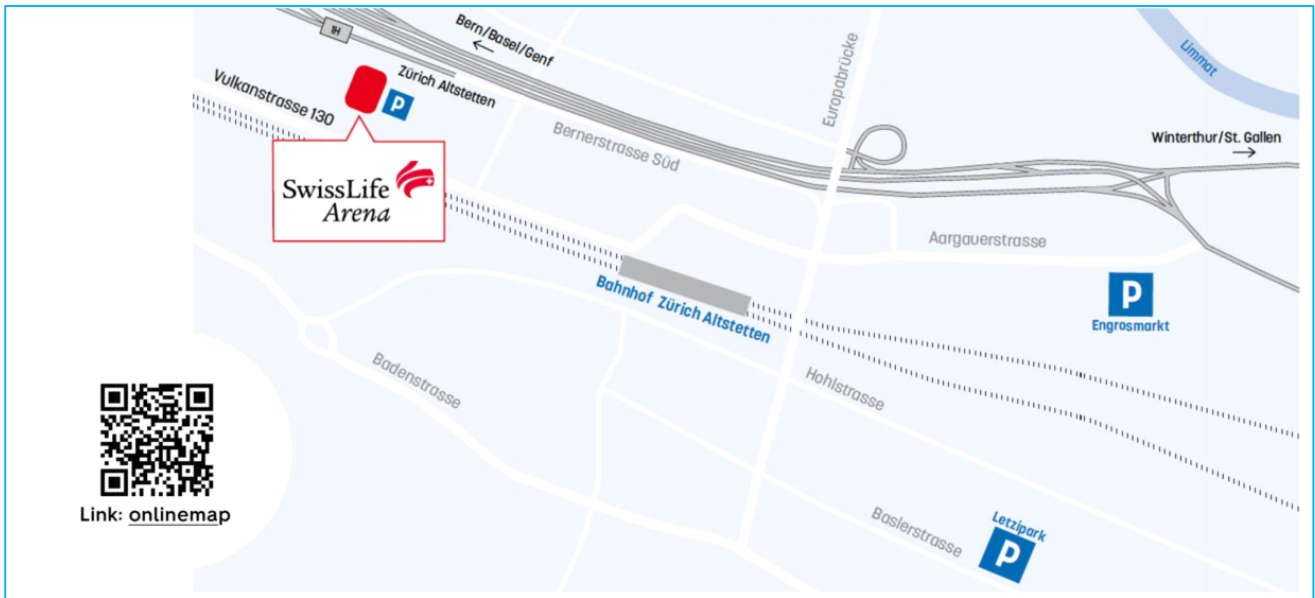 Bern/Basel/Genf
1H
Zürich Altstetten
Vulkanstrasse 130
P
SwissLife
Arena
Bernerstrasse Süd
Europabrücke
Limmat
Winterthur/St. Gallen
Aargauerstrasse
P
Engrosmarkt
Bahnhof Zürich Altstetten
Badenstrasse
Hohlstrasse
Baslerstrasse
Letzipark
P
Link: onlinemap